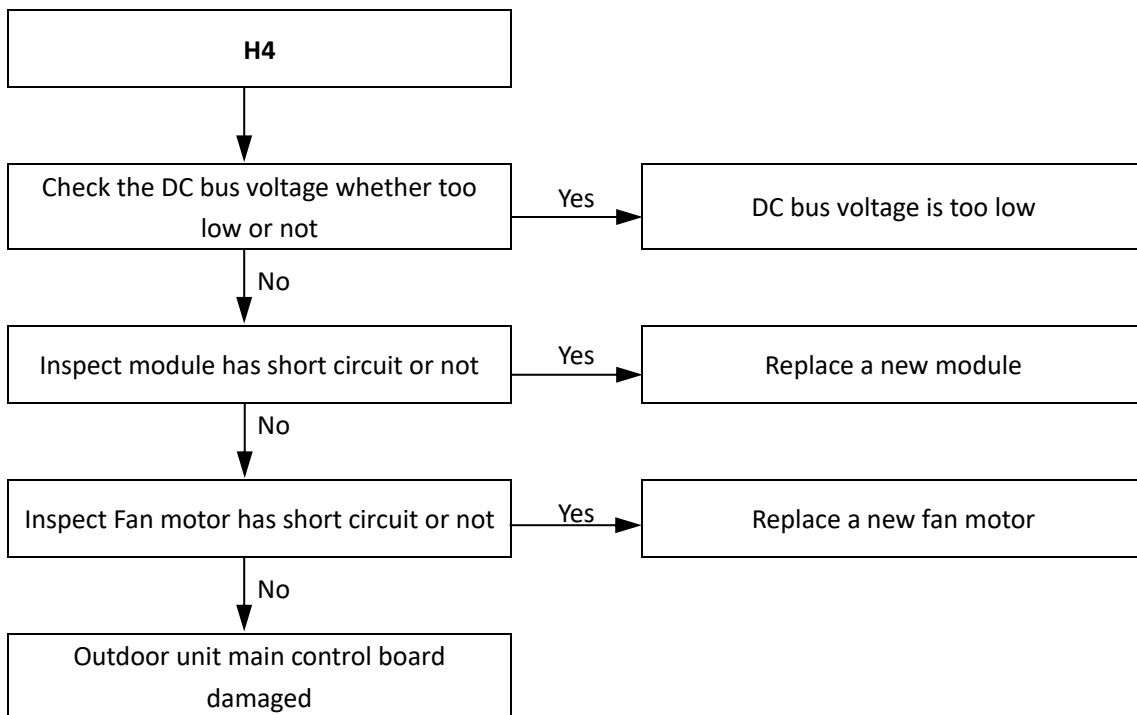 H4
Check the DC bus voltage whether too
low or not
Yes
DC bus voltage is too low
No
Inspect module has short circuit or not
Yes
Replace a new module
No
Inspect Fan motor has short circuit or not
Yes
Replace a new fan motor
No
Outdoor unit main control board
damaged